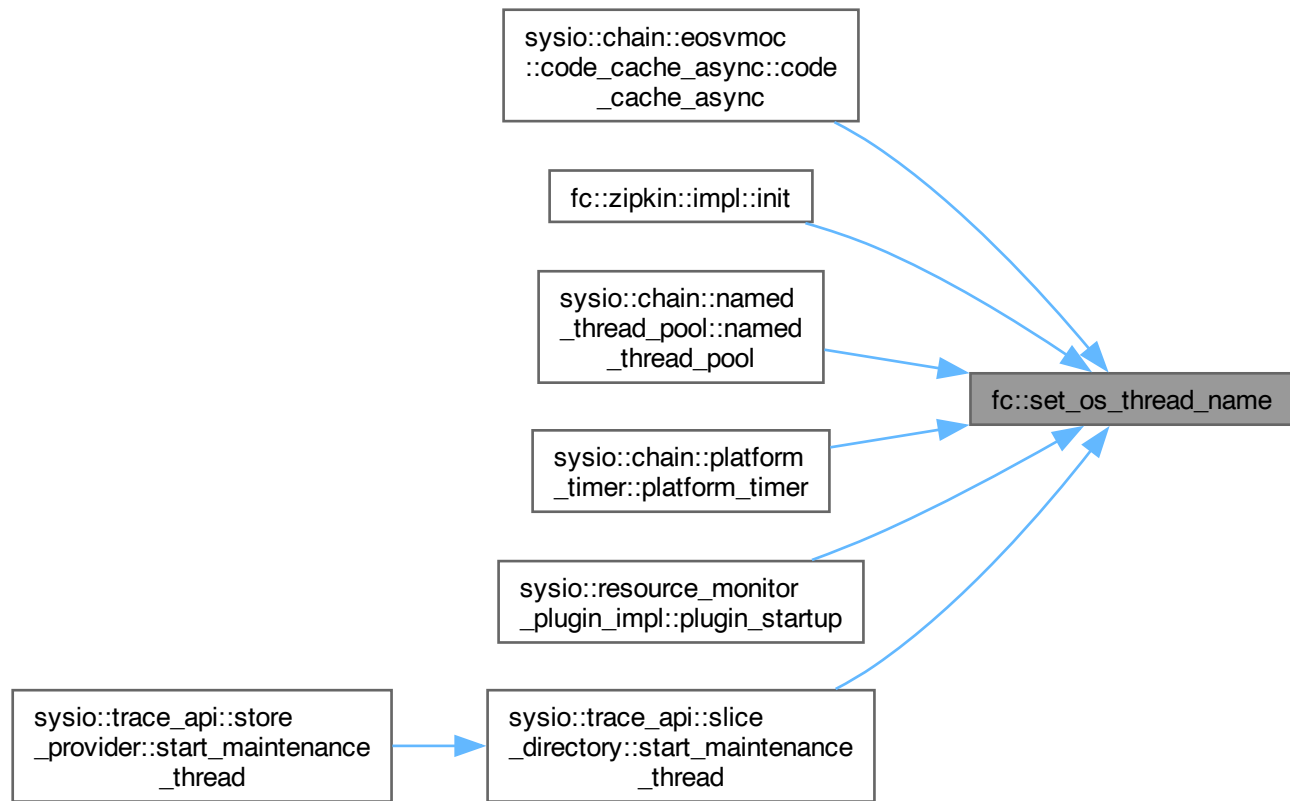 sysio::chain::eosvmoc
::code_cache_async::code
_cache_async
fc::zipkin::impl::init
sysio::chain::named
_thread_pool::named
_thread_pool
fc::set_os_thread_name
sysio::chain::platform
_timer::platform_timer
sysio::resource_monitor
_plugin_impl::plugin_startup
sysio::trace_api::store
_provider::start_maintenance
_thread
sysio::trace_api::slice
_directory::start_maintenance
_thread